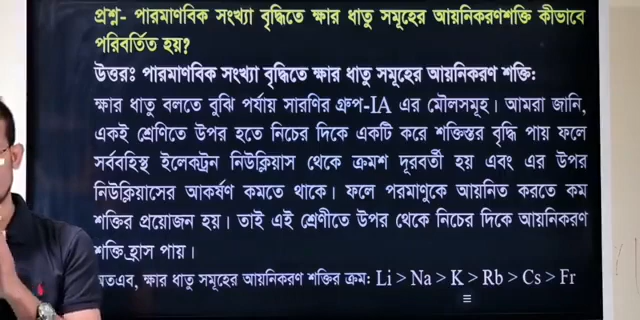 প্রশ্ন- পারমাণবিক সংখ্যা বৃদ্ধিতে ক্ষার ধাতু সমূহের আয়নিকরণশক্তি কীভাবে
পরিবর্তিত হয়?
উত্তরঃ পারমাণবিক সংখ্যা বৃদ্ধিতে ক্ষার ধাতু সমূহের আয়নিকরণ শক্তি:
ক্ষার ধাতু বলতে বুঝি পর্যায় সারণির গ্রুপ-IA এর মৌলসমূহ। আমরা জানি,
একই শ্রেণিতে উপর হতে নিচের দিকে একটি করে শক্তিস্তর বৃদ্ধি পায় ফলে
সর্ববহিস্থ ইলেকট্রন নিউক্লিয়াস থেকে ক্রমশ দূরবর্তী হয় এবং এর উপর
নিউক্লিয়াসের আকর্ষণ কমতে থাকে। ফলে পরমাণুকে আয়নিত করতে কম
শক্তির প্রয়োজন হয়। তাই এই শ্রেণীতে উপর থেকে নিচের দিকে আয়নিকরণ
শক্তি হ্রাস পায়।
অতএব, ক্ষার ধাতু সমূহের আয়নিকরণ শক্তির ক্রম: Li > Na > K > Rb > Cs > Fr